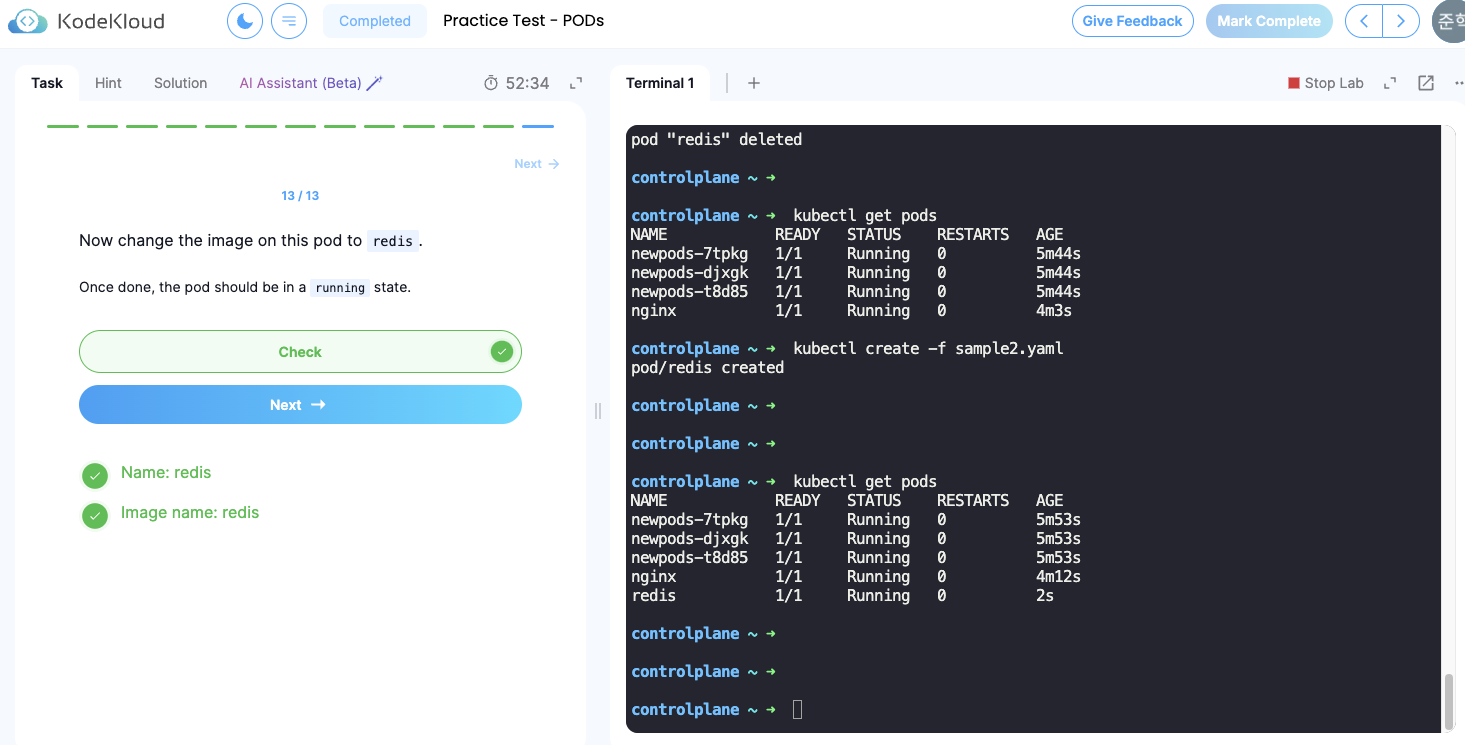 KodeKloud
Completed
Practice Test - PODs
Give Feedback
Mark Complete
Task
Hint
Solution
AI Assistant (Beta)
52:34
Terminal 1
+
Stop Lab
Next →
13 / 13
Now change the image on this pod to redis.
Once done, the pod should be in a running state.
Check
Next →
Name: redis
Image name: redis
pod "redis" deleted
controlplane ~ ➜
controlplane ~ ➜  kubectl get pods
NAME            READY   STATUS    RESTARTS   AGE
newpods-7tpkg   1/1     Running   0          5m44s
newpods-djxgk   1/1     Running   0          5m44s
newpods-t8d85   1/1     Running   0          5m44s
nginx           1/1     Running   0          4m3s
controlplane ~ ➜  kubectl create -f sample2.yaml
pod/redis created
controlplane ~ ➜
controlplane ~ ➜
controlplane ~ ➜  kubectl get pods
NAME            READY   STATUS    RESTARTS   AGE
newpods-7tpkg   1/1     Running   0          5m53s
newpods-djxgk   1/1     Running   0          5m53s
newpods-t8d85   1/1     Running   0          5m53s
nginx           1/1     Running   0          4m12s
redis           1/1     Running   0          2s
controlplane ~ ➜
controlplane ~ ➜
controlplane ~ ➜